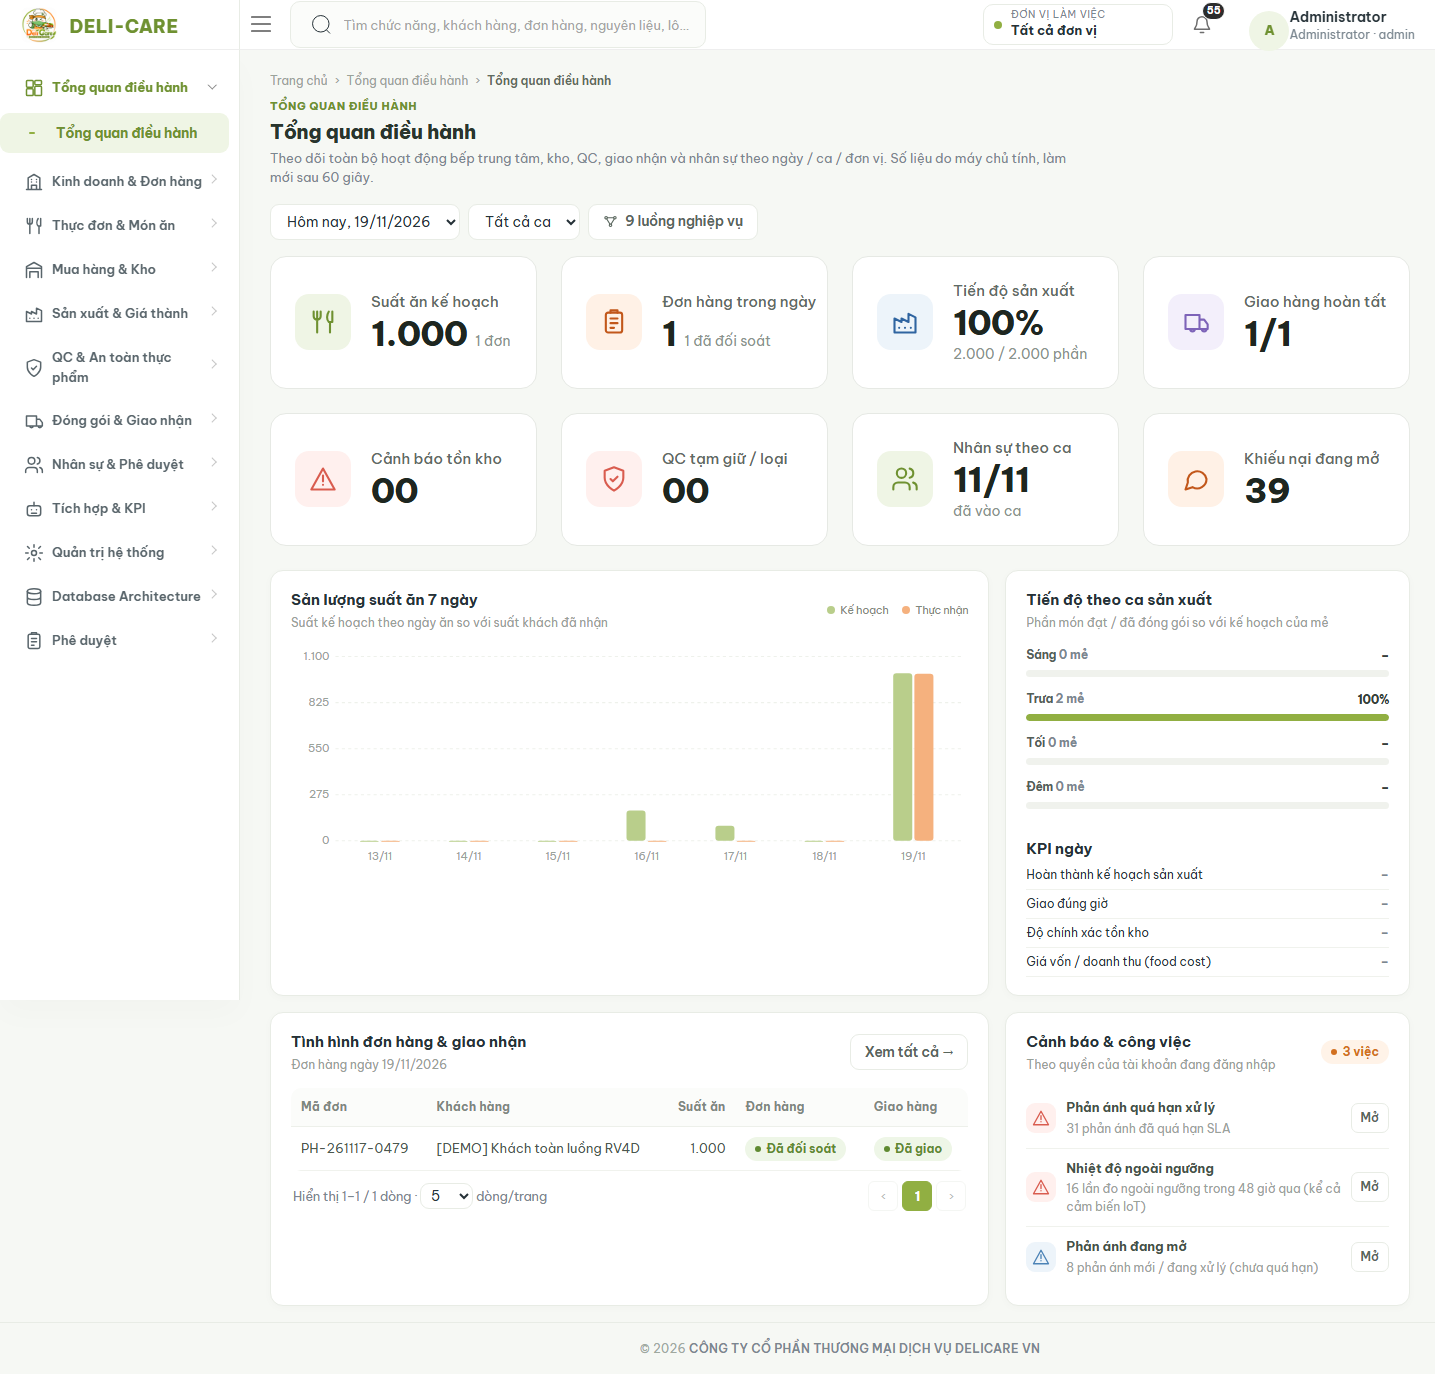 DELI-CARE
Tìm chức năng, khách hàng, đơn hàng, nguyên liệu, lô...
ĐƠN VỊ LÀM VIỆC
Tất cả đơn vị
55
A
Administrator
Administrator · admin
Tổng quan điều hành
- Tổng quan điều hành
Kinh doanh & Đơn hàng
Thực đơn & Món ăn
Mua hàng & Kho
Sản xuất & Giá thành
QC & An toàn thực
phẩm
Đóng gói & Giao nhận
Nhân sự & Phê duyệt
Tích hợp & KPI
Quản trị hệ thống
Database Architecture
Phê duyệt
Trang chủ › Tổng quan điều hành › Tổng quan điều hành
TỔNG QUAN ĐIỀU HÀNH
Tổng quan điều hành
Theo dõi toàn bộ hoạt động bếp trung tâm, kho, QC, giao nhận và nhân sự theo ngày / ca / đơn vị. Số liệu do máy chủ tính, làm
mới sau 60 giây.
Hôm nay, 19/11/2026
Tất cả ca
9 luồng nghiệp vụ
Suất ăn kế hoạch
1.000 1 đơn
Đơn hàng trong ngày
1 1 đã đối soát
Tiến độ sản xuất
100%
2.000 / 2.000 phần
Giao hàng hoàn tất
1/1
Cảnh báo tồn kho
00
QC tạm giữ / loại
00
Nhân sự theo ca
11/11
đã vào ca
Khiếu nại đang mở
39
Sản lượng suất ăn 7 ngày
Suất kế hoạch theo ngày ăn so với suất khách đã nhận
Kế hoạch
Thực nhận
1.100
825
550
275
0
13/11
14/11
15/11
16/11
17/11
18/11
19/11
Tiến độ theo ca sản xuất
Phần món đạt / đã đóng gói so với kế hoạch của mẻ
Sáng 0 mẻ –
Trưa 2 mẻ 100%
Tối 0 mẻ –
Đêm 0 mẻ –
KPI ngày
Hoàn thành kế hoạch sản xuất –
Giao đúng giờ –
Độ chính xác tồn kho –
Giá vốn / doanh thu (food cost) –
Tình hình đơn hàng & giao nhận
Đơn hàng ngày 19/11/2026
Xem tất cả →
Mã đơn Khách hàng Suất ăn Đơn hàng Giao hàng
PH-261117-0479 [DEMO] Khách toàn luồng RV4D 1.000 Đã đối soát Đã giao
Hiển thị 1–1 / 1 dòng · 5 dòng/trang
‹ 1 ›
Cảnh báo & công việc
Theo quyền của tài khoản đang đăng nhập
3 việc
Phản ánh quá hạn xử lý
31 phản ánh đã quá hạn SLA
Mở
Nhiệt độ ngoài ngưỡng
16 lần đo ngoài ngưỡng trong 48 giờ qua (kể cả
cảm biến IoT)
Mở
Phản ánh đang mở
8 phản ánh mới / đang xử lý (chưa quá hạn)
Mở
© 2026 CÔNG TY CỔ PHẦN THƯƠNG MẠI DỊCH VỤ DELICARE VN